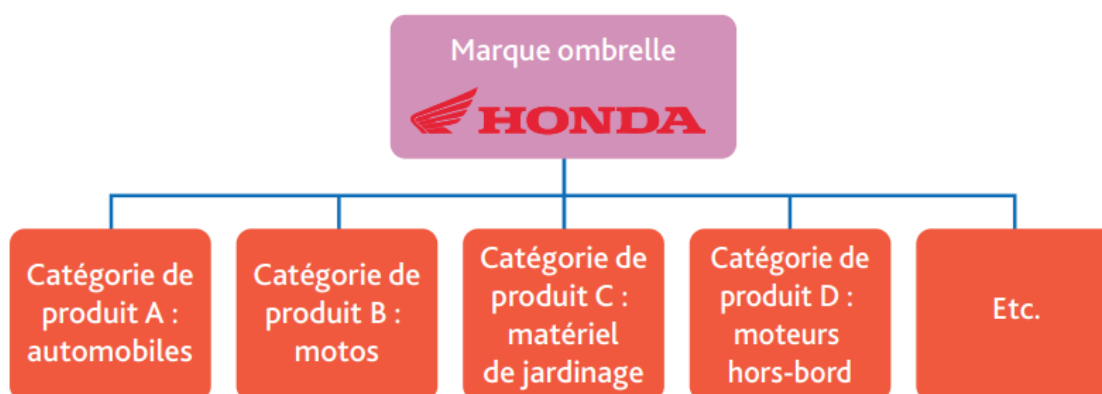 Marque ombrelle
HONDA
Catégorie de
produit A :
automobiles
Catégorie de
produit B :
motos
Catégorie de
produit C :
matériel
de jardinage
Catégorie de
produit D :
moteurs
hors-bord
Etc.